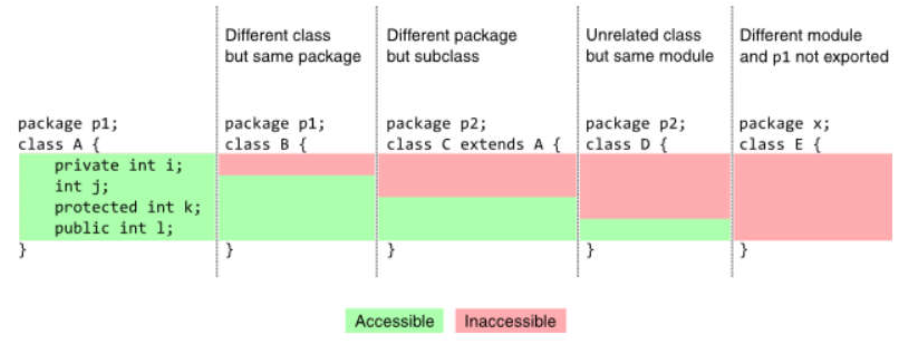 Different class
but same package
Different package
but subclass
Unrelated class
but same module
Different module
and p1 not exported
package p1;
class A {
    private int i;
    int j;
    protected int k;
    public int l;
}
package p1;
class B {
}
package p2;
class C extends A {
}
package p2;
class D {
}
package x;
class E {
}
Accessible
Inaccessible